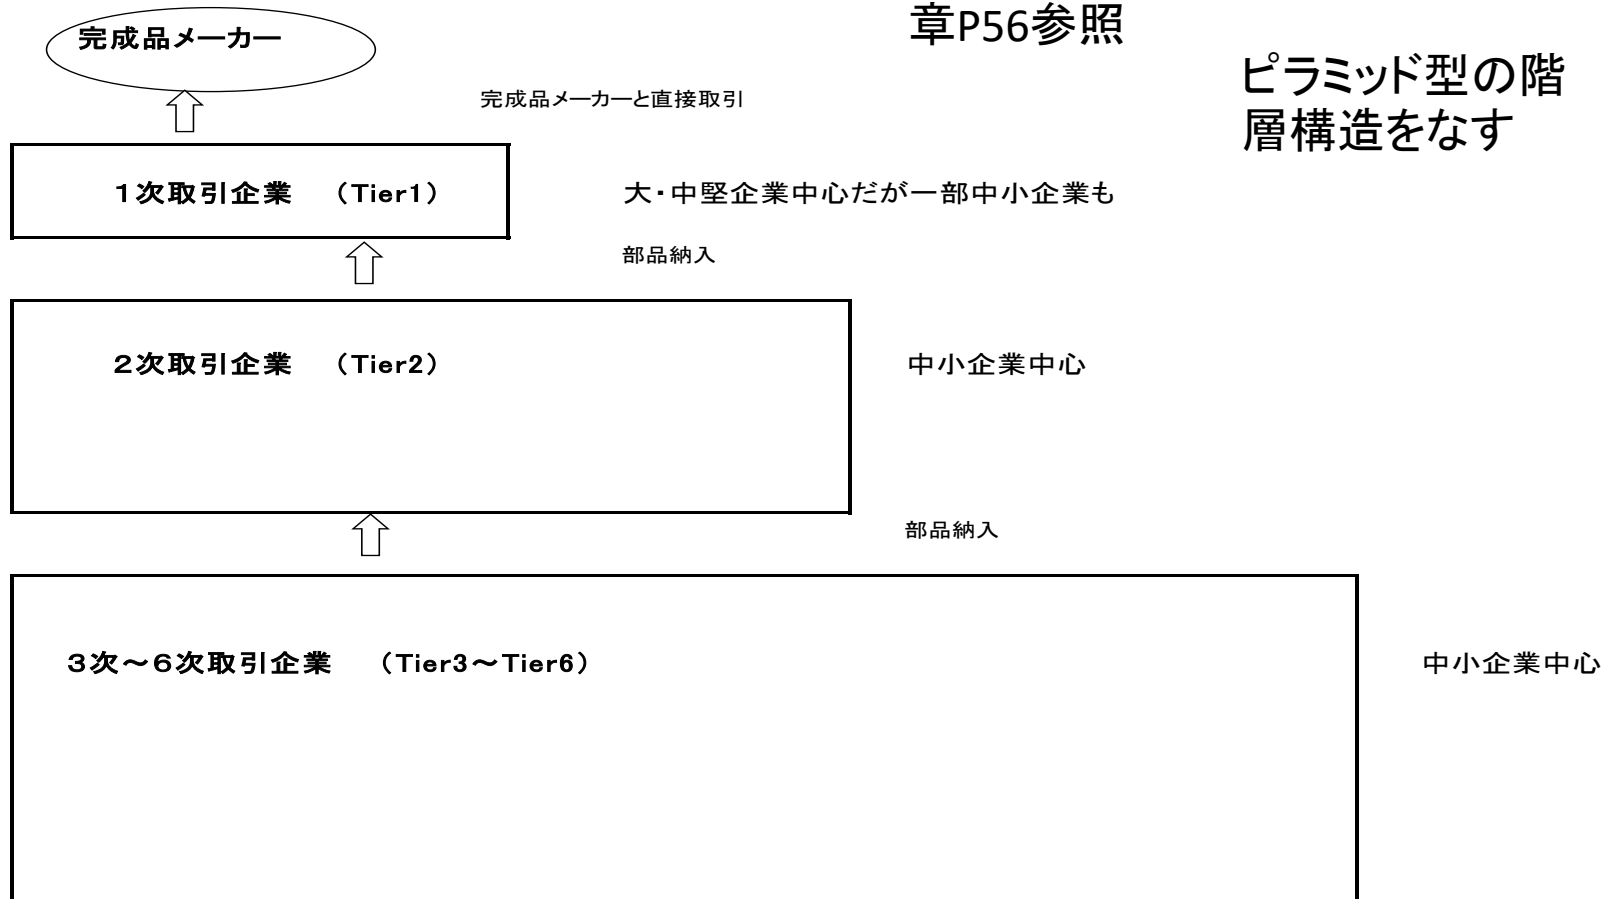 章P56参照
完成品メーカー
ピラミッド型の階
層構造をなす
完成品メーカーと直接取引
１次取引企業　（Tier1）
大・中堅企業中心だが一部中小企業も
部品納入
２次取引企業　（Tier2）
中小企業中心
部品納入
３次～６次取引企業　（Tier3～Tier6）
中小企業中心